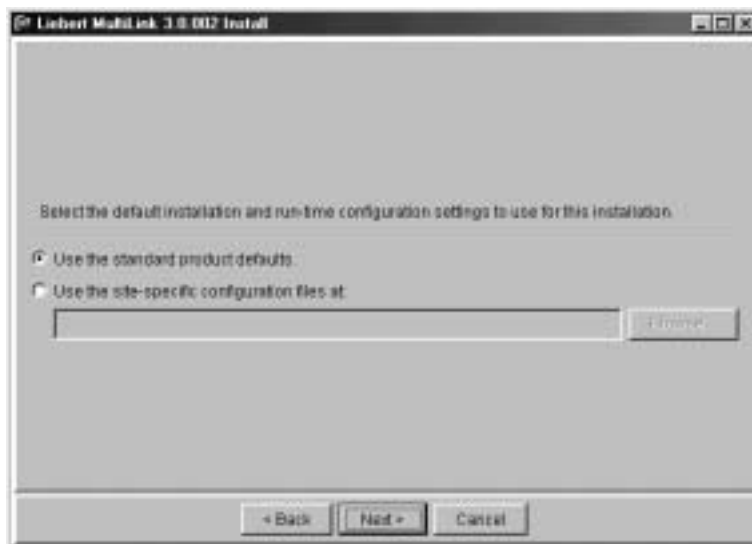 Liebert MultiLink 3.0.002 Install
Select the default installation and run-time configuration settings to use for this installation.
Use the standard product defaults.
Use the site-specific configuration files at:
Choose...
< Back
Next >
Cancel